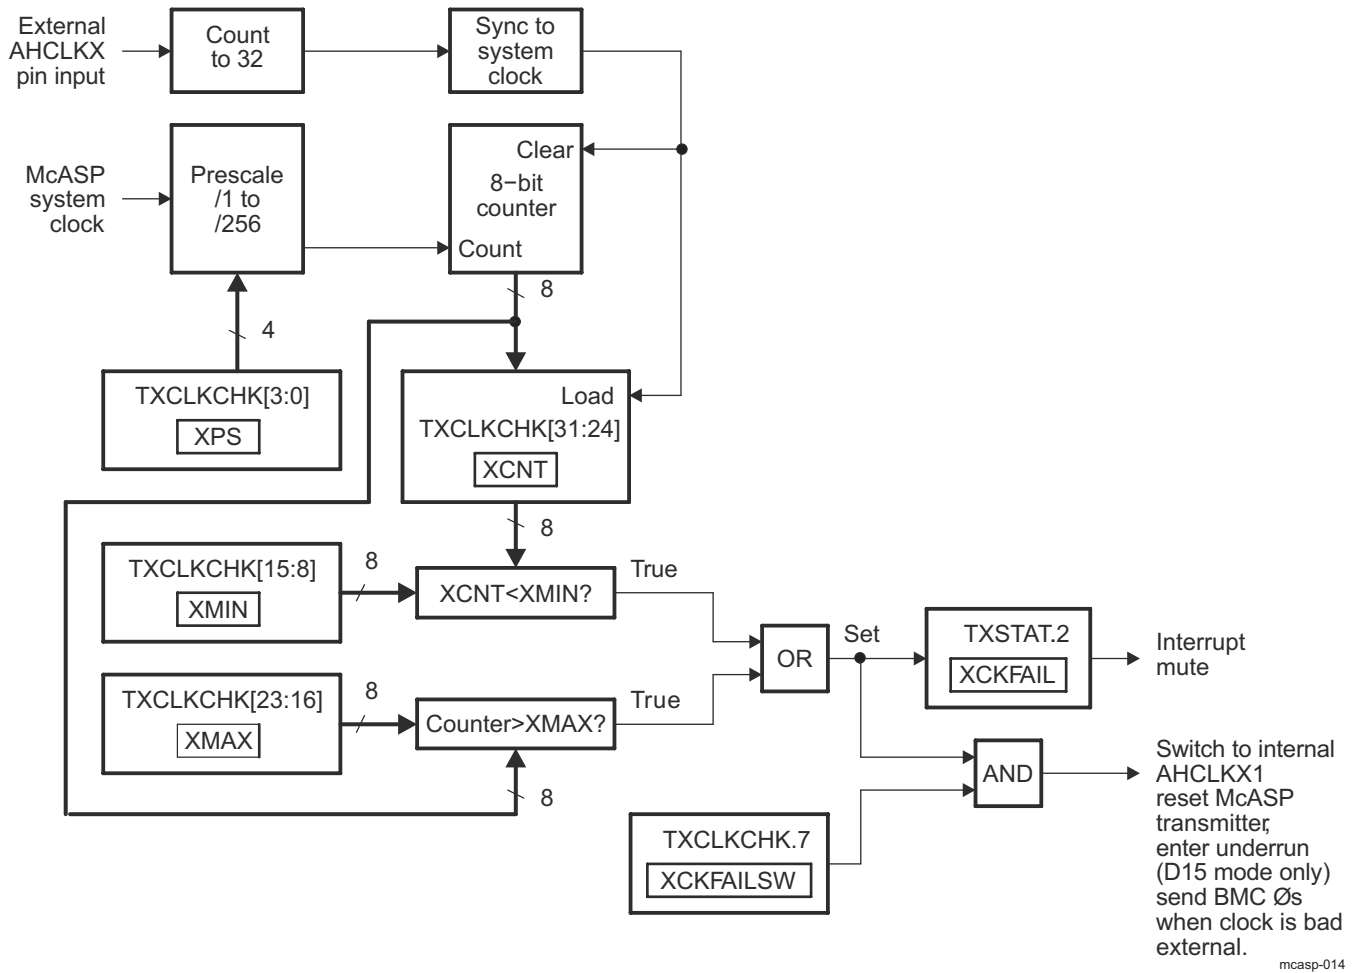 External
AHCLKX
pin input
Count
to 32
Sync to
system
clock
McASP
system
clock
Prescale
/1 to
/256
Clear
8−bit
counter
Count
8
4
TXCLKCHK[3:0]
XPS
Load
TXCLKCHK[31:24]
XCNT
8
TXCLKCHK[15:8]
XMIN
8
XCNT<XMIN?
True
TXCLKCHK[23:16]
XMAX
8
Counter>XMAX?
True
8
OR
Set
TXSTAT.2
XCKFAIL
Interrupt
mute
AND
TXCLKCHK.7
XCKFAILSW
Switch to internal
AHCLKX1
reset McASP
transmitter,
enter underrun
(D15 mode only)
send BMC Øs
when clock is bad
external.
mcasp-014